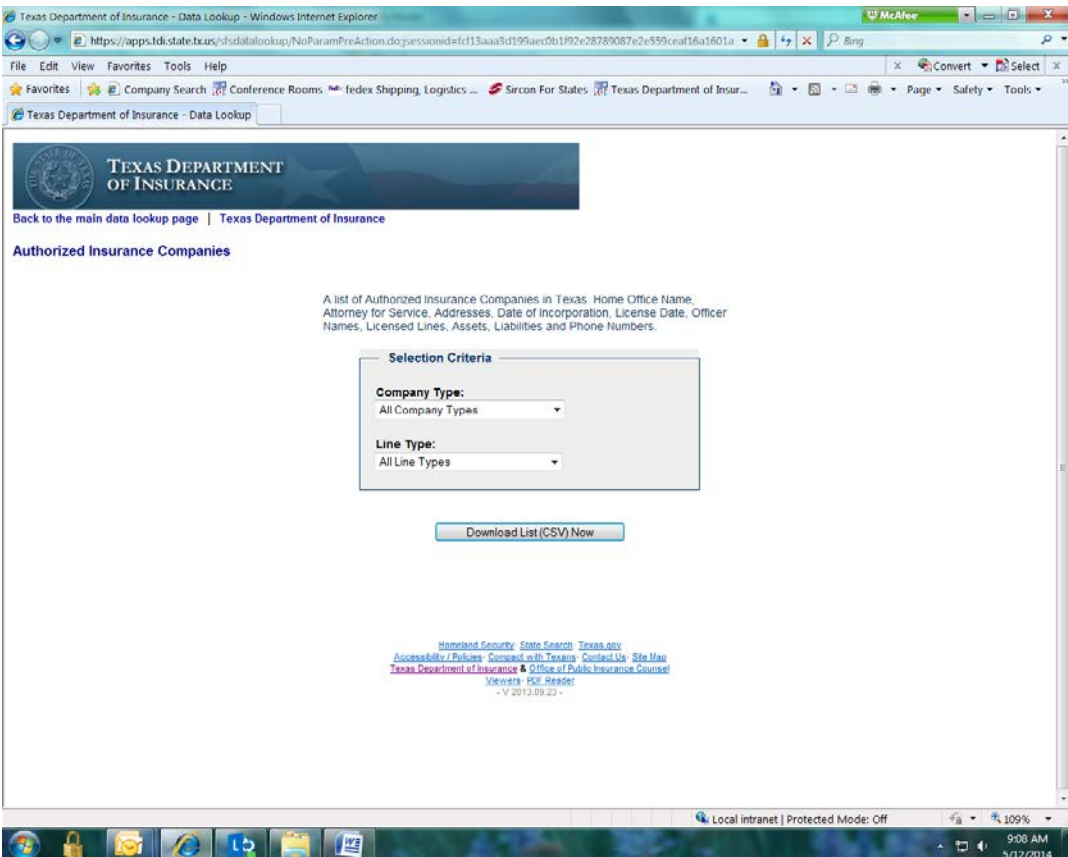 Texas Department of Insurance - Data Lookup - Windows Internet Explorer
McAfee
https://apps.tdi.state.tx.us/sfsdatalookup/NoParamPreAction.do;jsessionid=fcf13aaa3d199aec0b1f92e28789087e2e559ceaf16a1601a
Bing
File Edit View Favorites Tools Help
x Convert Select x
Favorites Company Search Conference Rooms fedex Shipping, Logistics ... Sircon For States Texas Department of Insur... Page Safety Tools
Texas Department of Insurance - Data Lookup
TEXAS DEPARTMENT
OF INSURANCE
Back to the main data lookup page | Texas Department of Insurance
Authorized Insurance Companies
A list of Authorized Insurance Companies in Texas. Home Office Name,
Attorney for Service, Addresses, Date of Incorporation, License Date, Officer
Names, Licensed Lines, Assets, Liabilities and Phone Numbers.
Selection Criteria
Company Type:
All Company Types
Line Type:
All Line Types
Download List (CSV) Now
Homeland Security· State Search· Texas.gov
Accessibility / Policies· Compact with Texans· Contact Us· Site Map
Texas Department of Insurance & Office of Public Insurance Counsel
Viewers· PDF Reader
- V 2013.09.23 -
Local intranet | Protected Mode: Off
109%
9:08 AM
5/12/2014